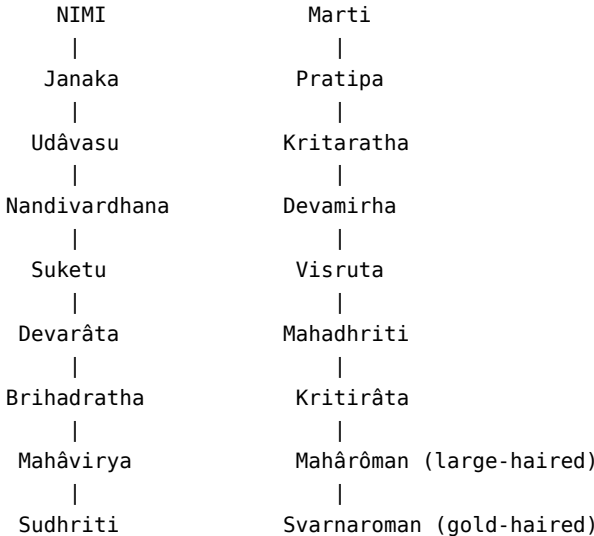 NIMI Marti
| |
Janaka Pratipa
| |
Udâvasu Kritaratha
| |
Nandivardhana Devamirha
| |
Suketu Visruta
| |
Devarâta Mahadhriti
| |
Brihadratha Kritirâta
| |
Mahâvirya Mahârôman (large-haired)
| |
Sudhriti Svarnaroman (gold-haired)